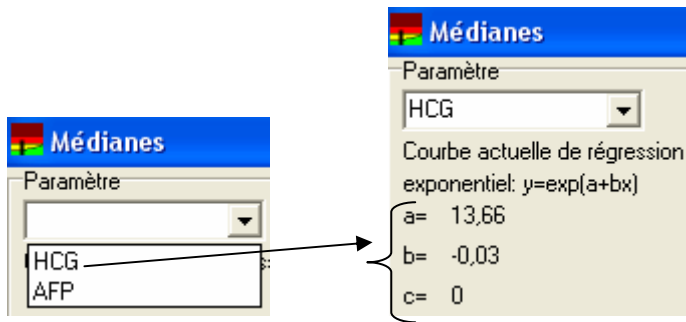 Médianes
Paramètre
HCG
AFP
Médianes
Paramètre
HCG
Courbe actuelle de régression
exponentiel: y=exp(a+bx)
a= 13,66
b= -0,03
c= 0